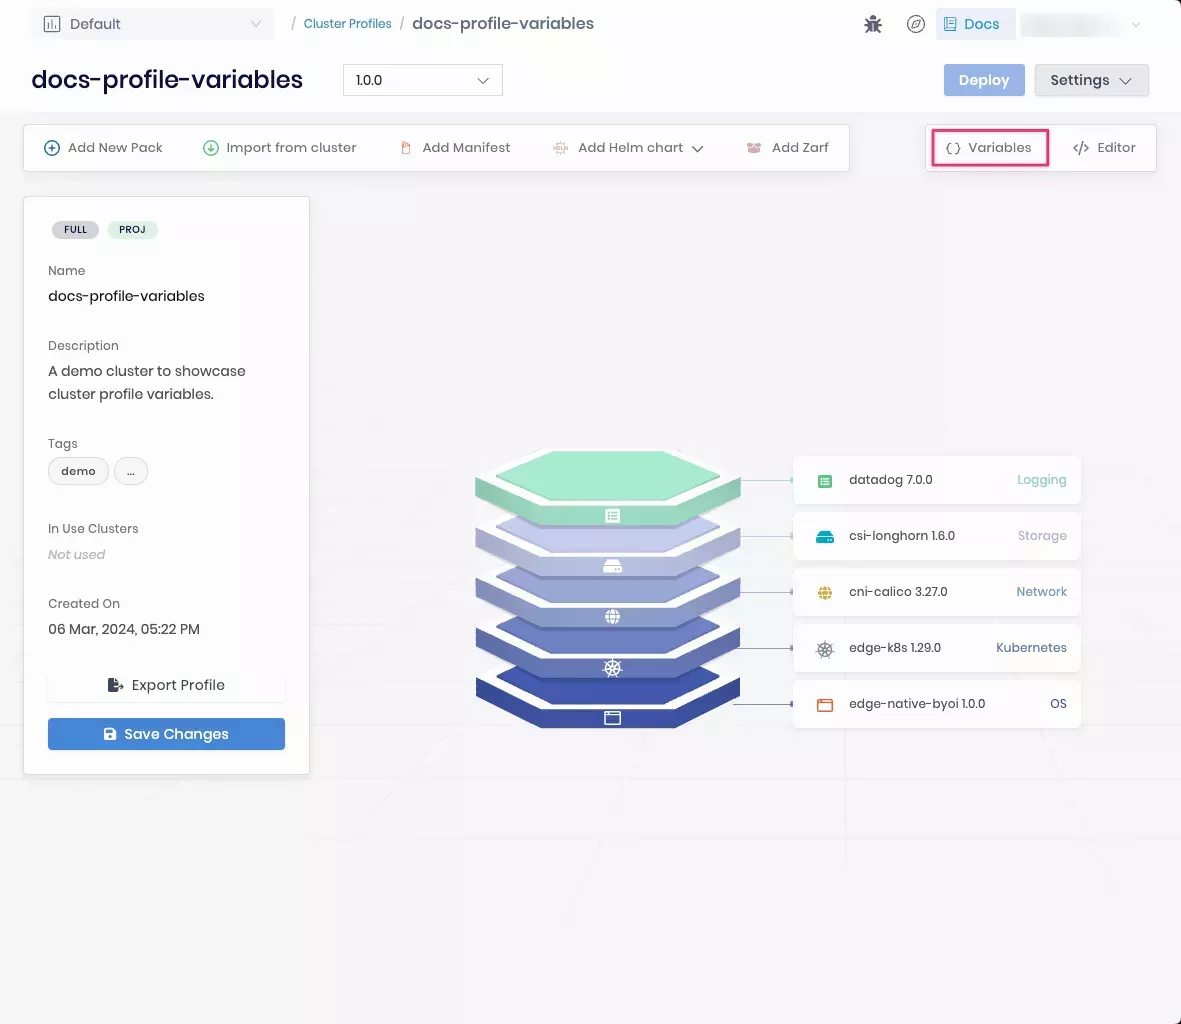 Default
/ Cluster Profiles / docs-profile-variables
Docs
docs-profile-variables
1.0.0
Deploy
Settings
Add New Pack
Import from cluster
Add Manifest
Add Helm chart
Add Zarf
{} Variables
</> Editor
FULL
PROJ
Name
docs-profile-variables
Description
A demo cluster to showcase
cluster profile variables.
Tags
demo
...
In Use Clusters
Not used
Created On
06 Mar, 2024, 05:22 PM
Export Profile
Save Changes
datadog 7.0.0 Logging
csi-longhorn 1.6.0 Storage
cni-calico 3.27.0 Network
edge-k8s 1.29.0 Kubernetes
edge-native-byoi 1.0.0 OS